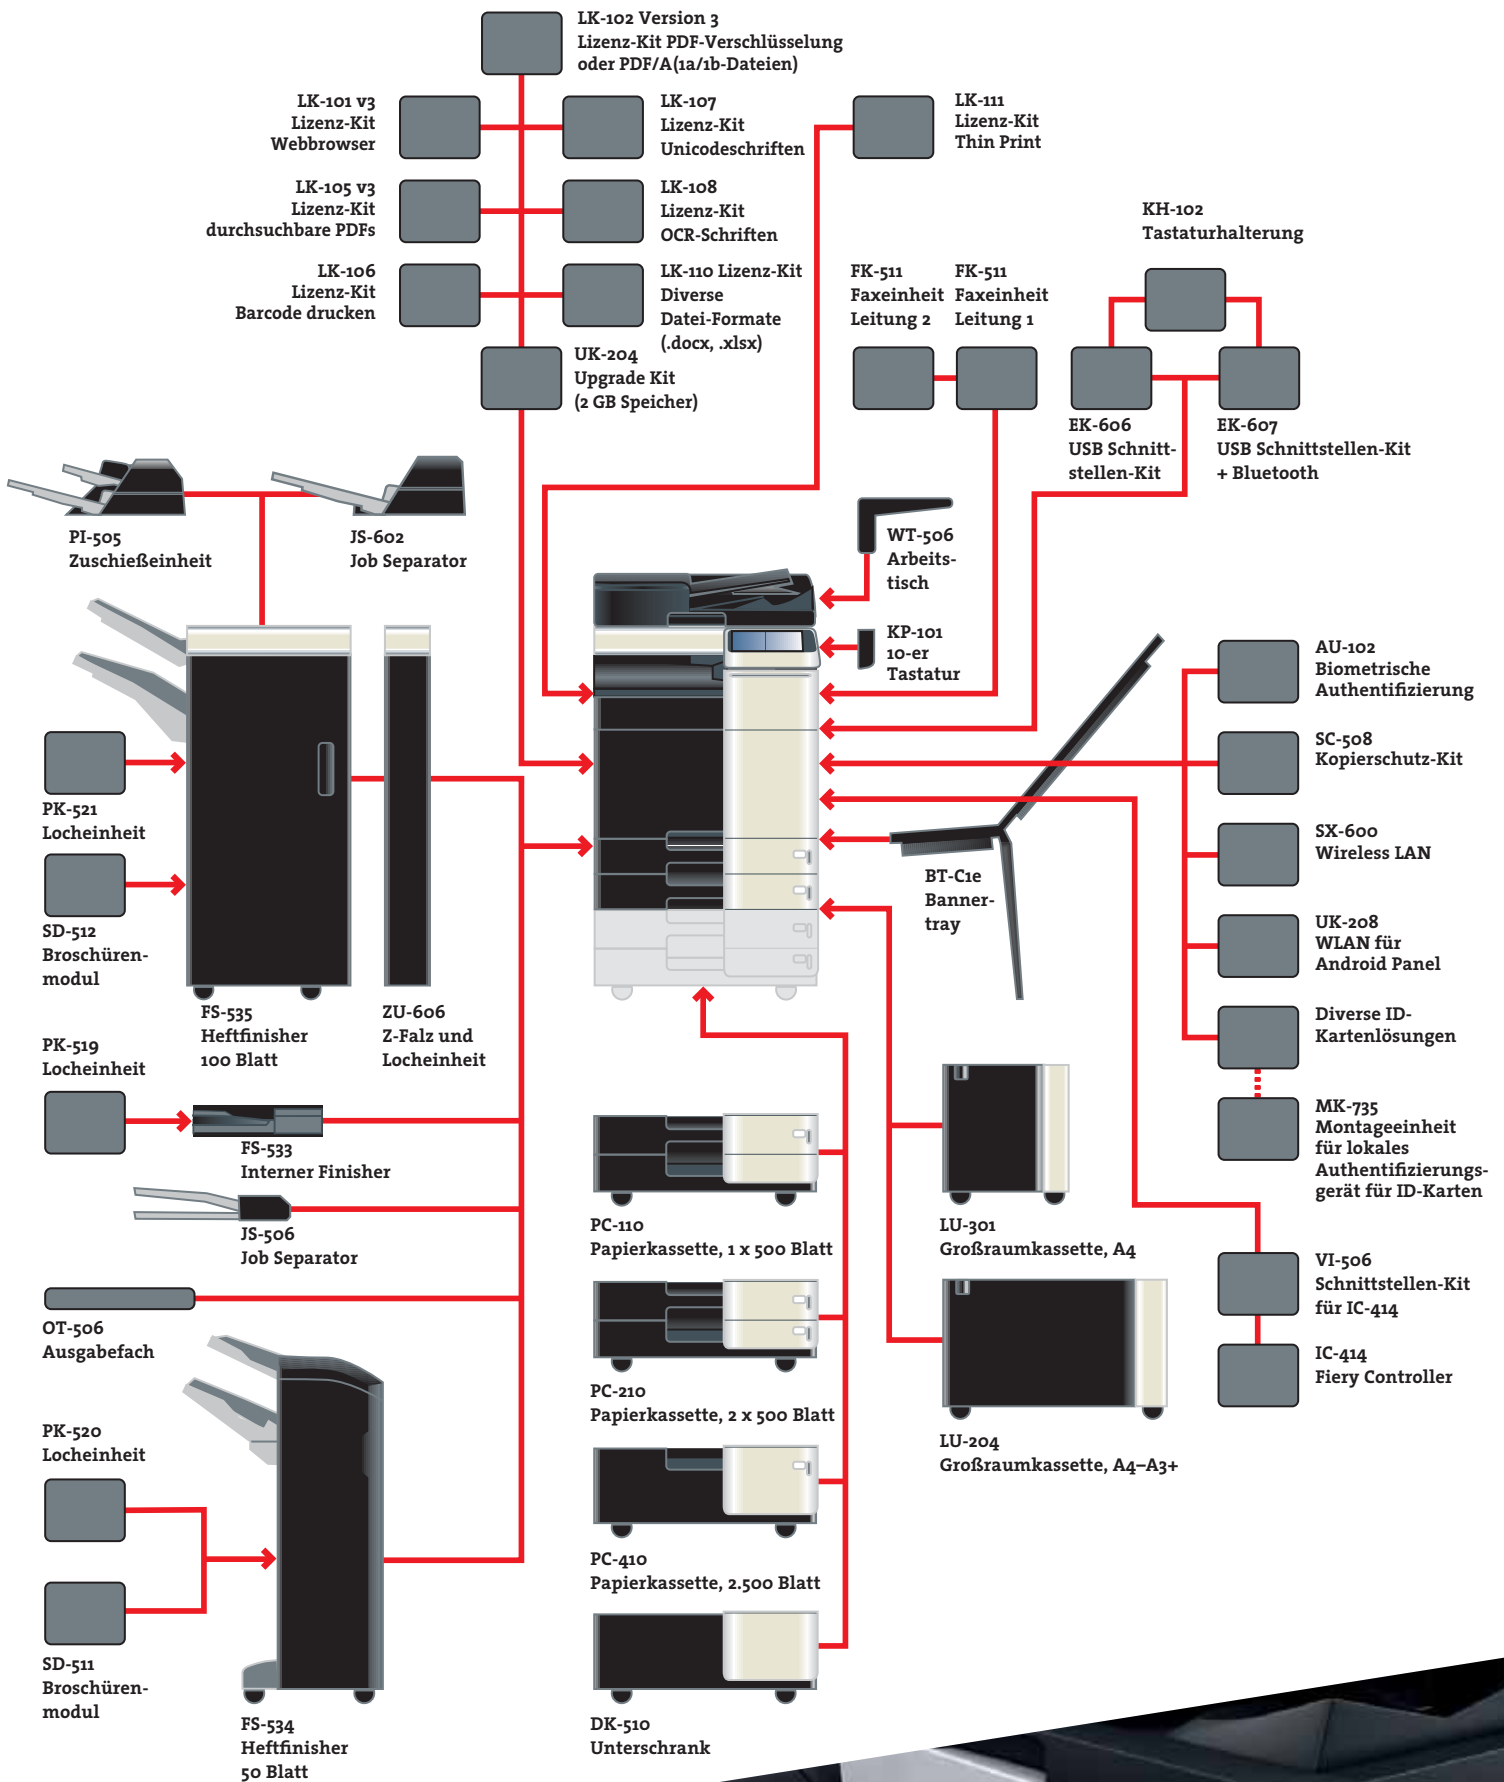 LK-102 Version 3
Lizenz-Kit PDF-Verschlüsselung
oder PDF/A(1a/1b-Dateien)
LK-101 v3
Lizenz-Kit
Webbrowser
LK-107
Lizenz-Kit
Unicodeschriften
LK-111
Lizenz-Kit
Thin Print
LK-105 v3
Lizenz-Kit
durchsuchbare PDFs
LK-108
Lizenz-Kit
OCR-Schriften
KH-102
Tastaturhalterung
LK-106
Lizenz-Kit
Barcode drucken
LK-110 Lizenz-Kit
Diverse
Datei-Formate
(.docx, .xlsx)
FK-511
Faxeinheit
Leitung 2
FK-511
Faxeinheit
Leitung 1
UK-204
Upgrade Kit
(2 GB Speicher)
EK-606
USB Schnitt-
stellen-Kit
EK-607
USB Schnittstellen-Kit
+ Bluetooth
PI-505
Zuschießeinheit
JS-602
Job Separator
WT-506
Arbeits-
tisch
KP-101
10-er
Tastatur
AU-102
Biometrische
Authentifizierung
SC-508
Kopierschutz-Kit
PK-521
Locheinheit
SX-600
Wireless LAN
BT-C1e
Banner-
tray
SD-512
Broschüren-
modul
UK-208
WLAN für
Android Panel
FS-535
Heftfinisher
100 Blatt
ZU-606
Z-Falz und
Locheinheit
Diverse ID-
Kartenlösungen
PK-519
Locheinheit
MK-735
Montageeinheit
für lokales
Authentifizierungs-
gerät für ID-Karten
FS-533
Interner Finisher
JS-506
Job Separator
PC-110
Papierkassette, 1 x 500 Blatt
LU-301
Großraumkassette, A4
VI-506
Schnittstellen-Kit
für IC-414
OT-506
Ausgabefach
IC-414
Fiery Controller
PC-210
Papierkassette, 2 x 500 Blatt
LU-204
Großraumkassette, A4–A3+
PK-520
Locheinheit
PC-410
Papierkassette, 2.500 Blatt
SD-511
Broschüren-
modul
FS-534
Heftfinisher
50 Blatt
DK-510
Unterschrank